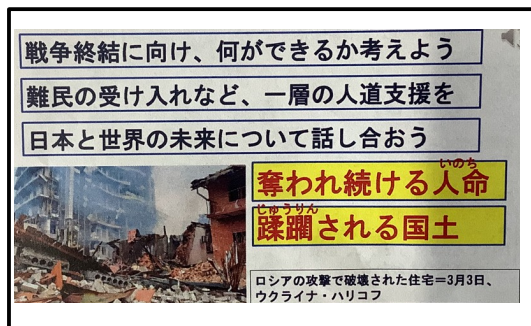 戦争終結に向け、何ができるか考えよう
難民の受け入れなど、一層の人道支援を
日本と世界の未来について話し合おう
いのち
奪われ続ける人命
じゅうりん
蹂躙される国土
ロシアの攻撃で破壊された住宅=3月3日、
ウクライナ・ハリコフ